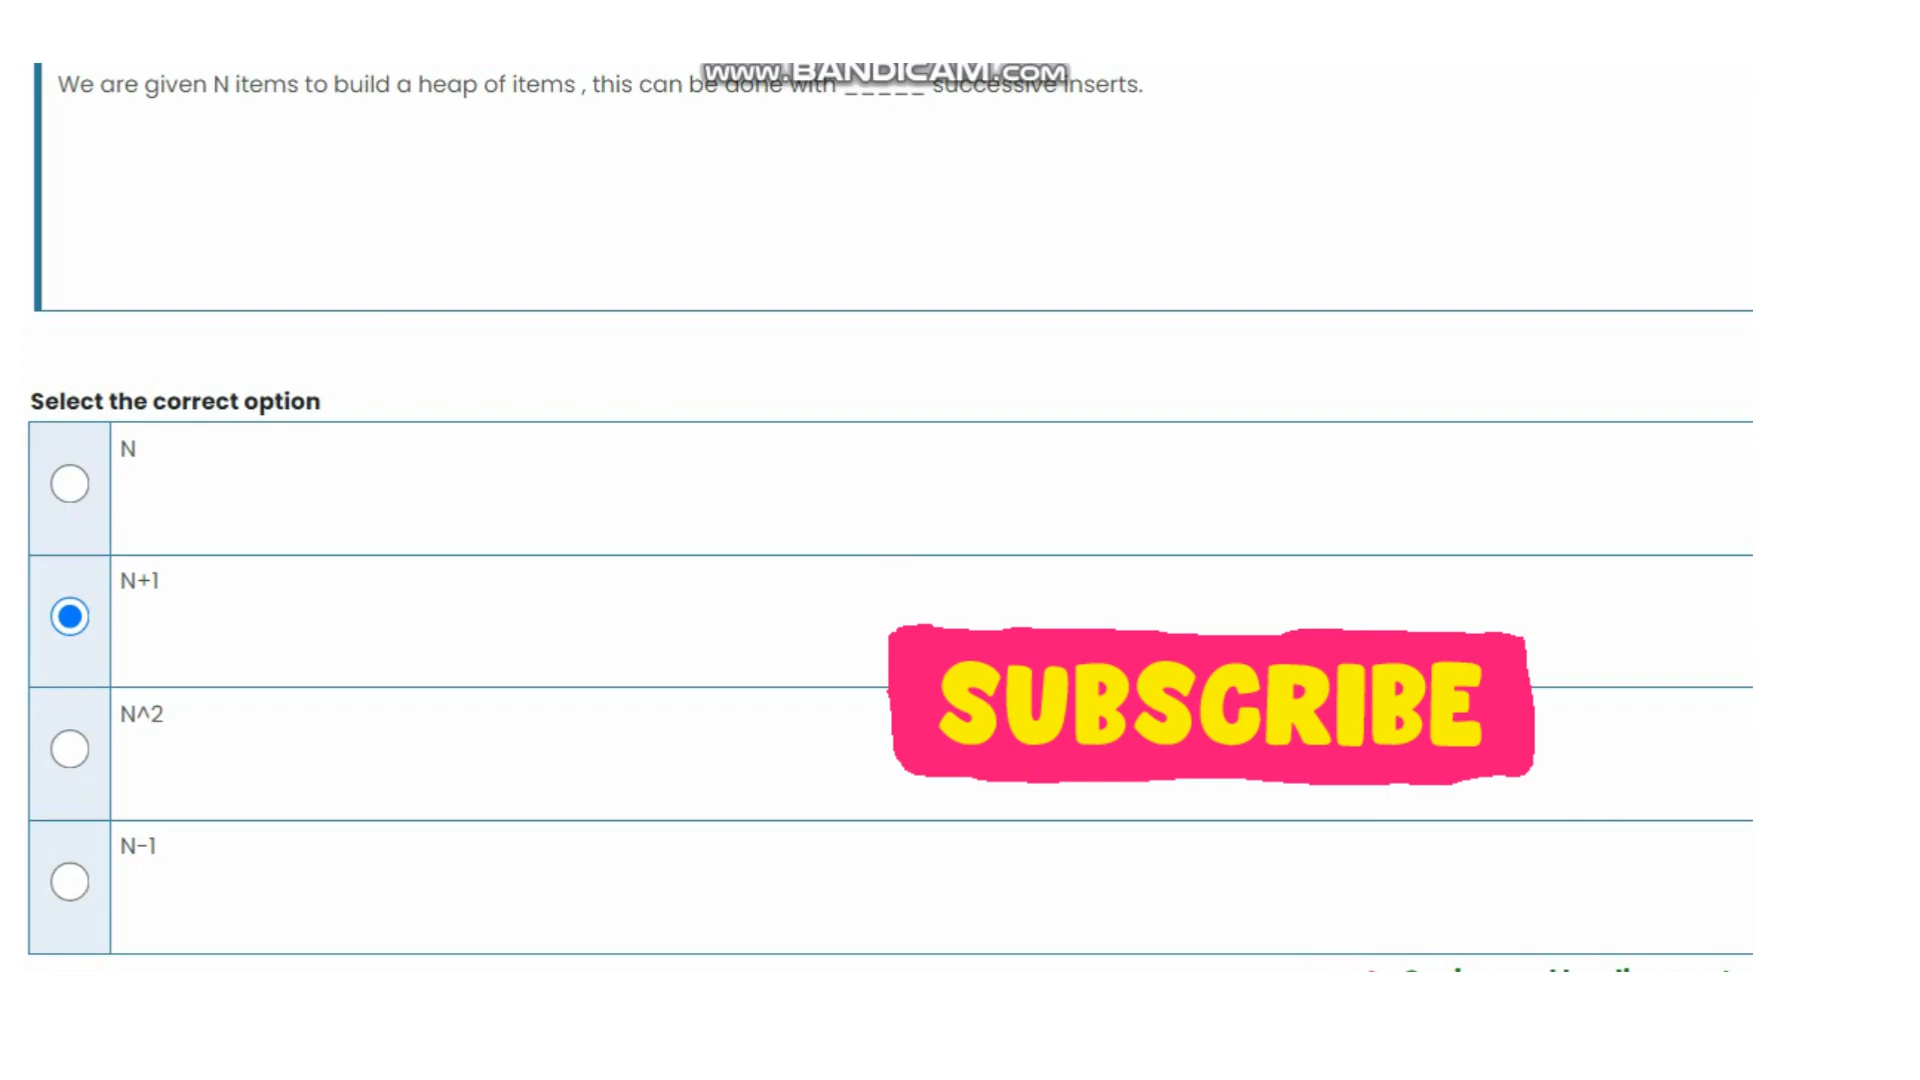 www.BANDICAM.COM
We are given N items to build a heap of items , this can be done with _____ successive inserts.
Select the correct option
N
N+1
N^2
SUBSCRIBE
N-1